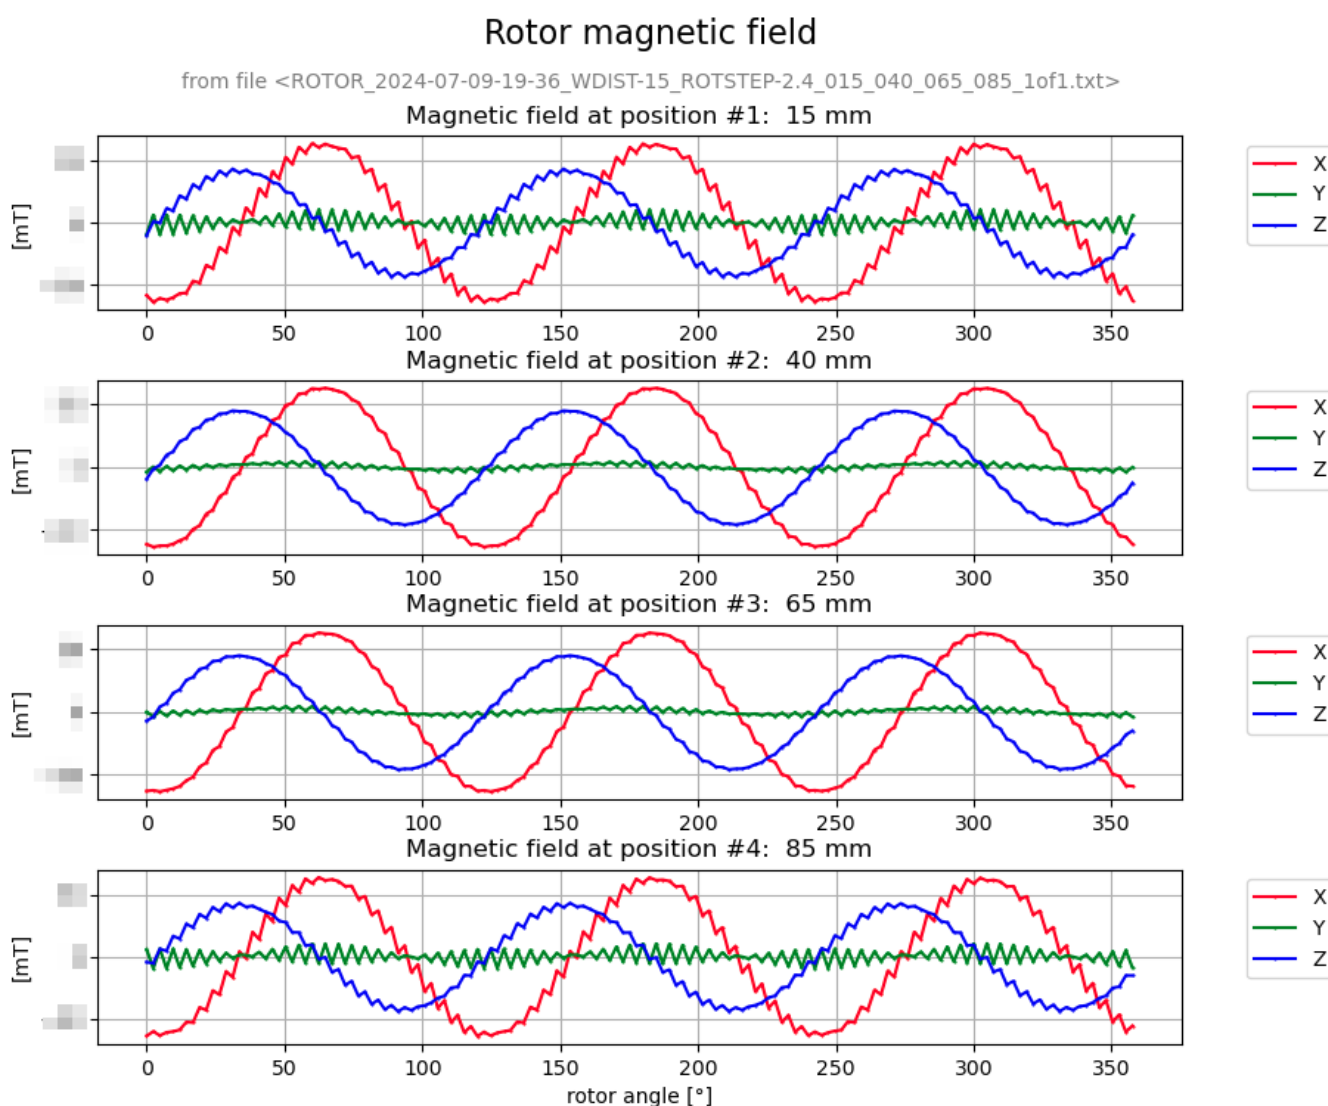 Rotor magnetic field
from file <ROTOR_2024-07-09-19-36_WDIST-15_ROTSTEP-2.4_015_040_065_085_1of1.txt>
Magnetic field at position #1:  15 mm
[mT]
X
Y
Z
0 50 100 150 200 250 300 350
Magnetic field at position #2:  40 mm
[mT]
X
Y
Z
0 50 100 150 200 250 300 350
Magnetic field at position #3:  65 mm
[mT]
X
Y
Z
0 50 100 150 200 250 300 350
Magnetic field at position #4:  85 mm
[mT]
X
Y
Z
0 50 100 150 200 250 300 350
rotor angle [°]